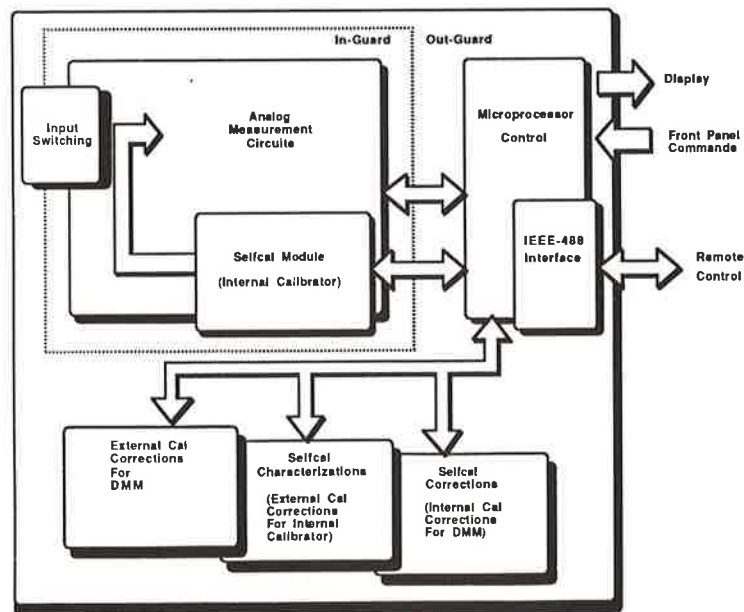 In-Guard
Out-Guard
Input
Switching
Analog
Measurement
Circuits
Microprocessor
Control
Display
Front Panel
Commands
Selfcal Module
(Internal Calibrator)
IEEE-488
Interface
Remote
Control
External Cal
Corrections
For
DMM
Selfcal
Characterizations
(External Cal
Corrections
For Internal
Calibrator)
Selfcal
Corrections
(Internal Cal
Corrections
For DMM)